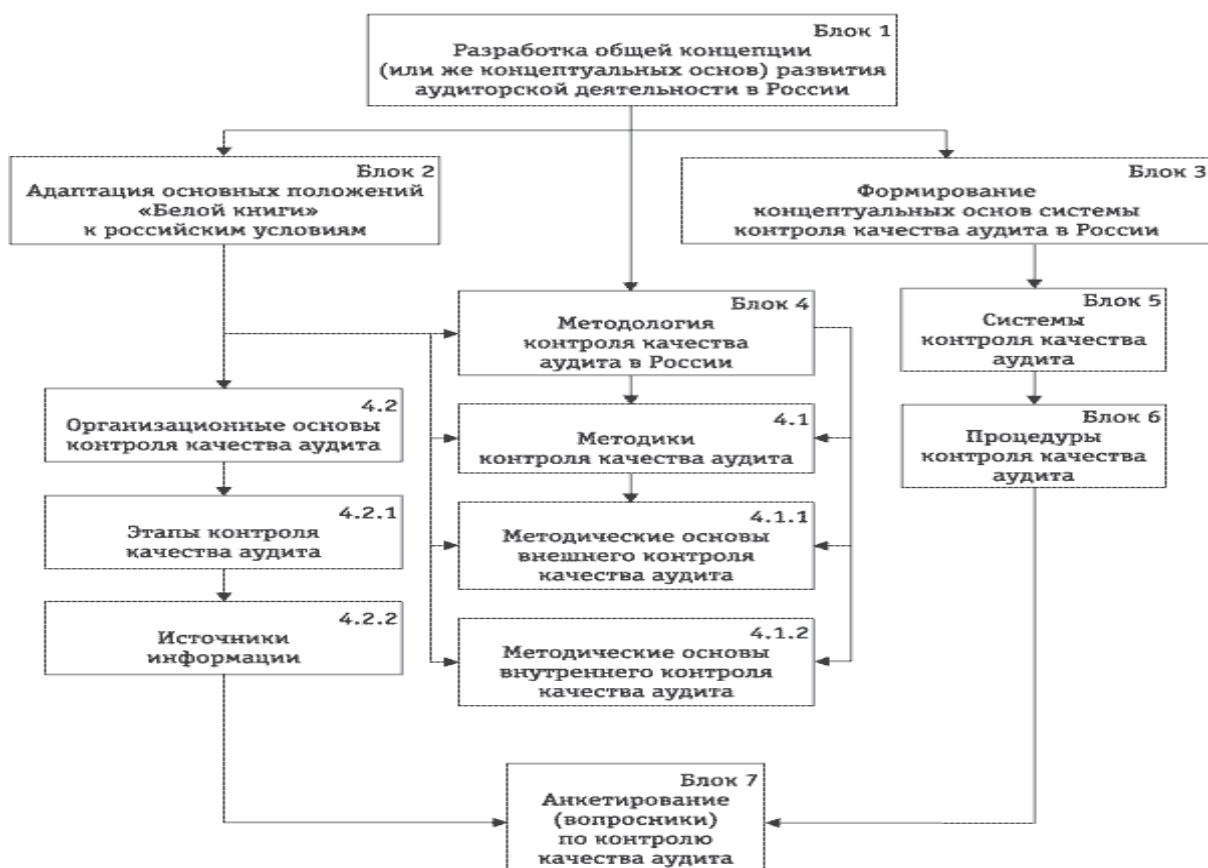 Блок 1
Разработка общей концепции
(или же концептуальных основ) развития
аудиторской деятельности в России
Блок 2
Адаптация основных положений
«Белой книги»
к российским условиям
Блок 3
Формирование
концептуальных основ системы
контроля качества аудита в России
Блок 4
Методология
контроля качества
аудита в России
Блок 5
Системы
контроля качества
аудита
4.2
Организационные основы
контроля качества аудита
4.1
Методики
контроля качества аудита
Блок 6
Процедуры
контроля качества
аудита
4.2.1
Этапы контроля
качества аудита
4.1.1
Методические основы
внешнего контроля
качества аудита
4.2.2
Источники
информации
4.1.2
Методические основы
внутреннего контроля
качества аудита
Блок 7
Анкетирование
(вопросники)
по контролю
качества аудита